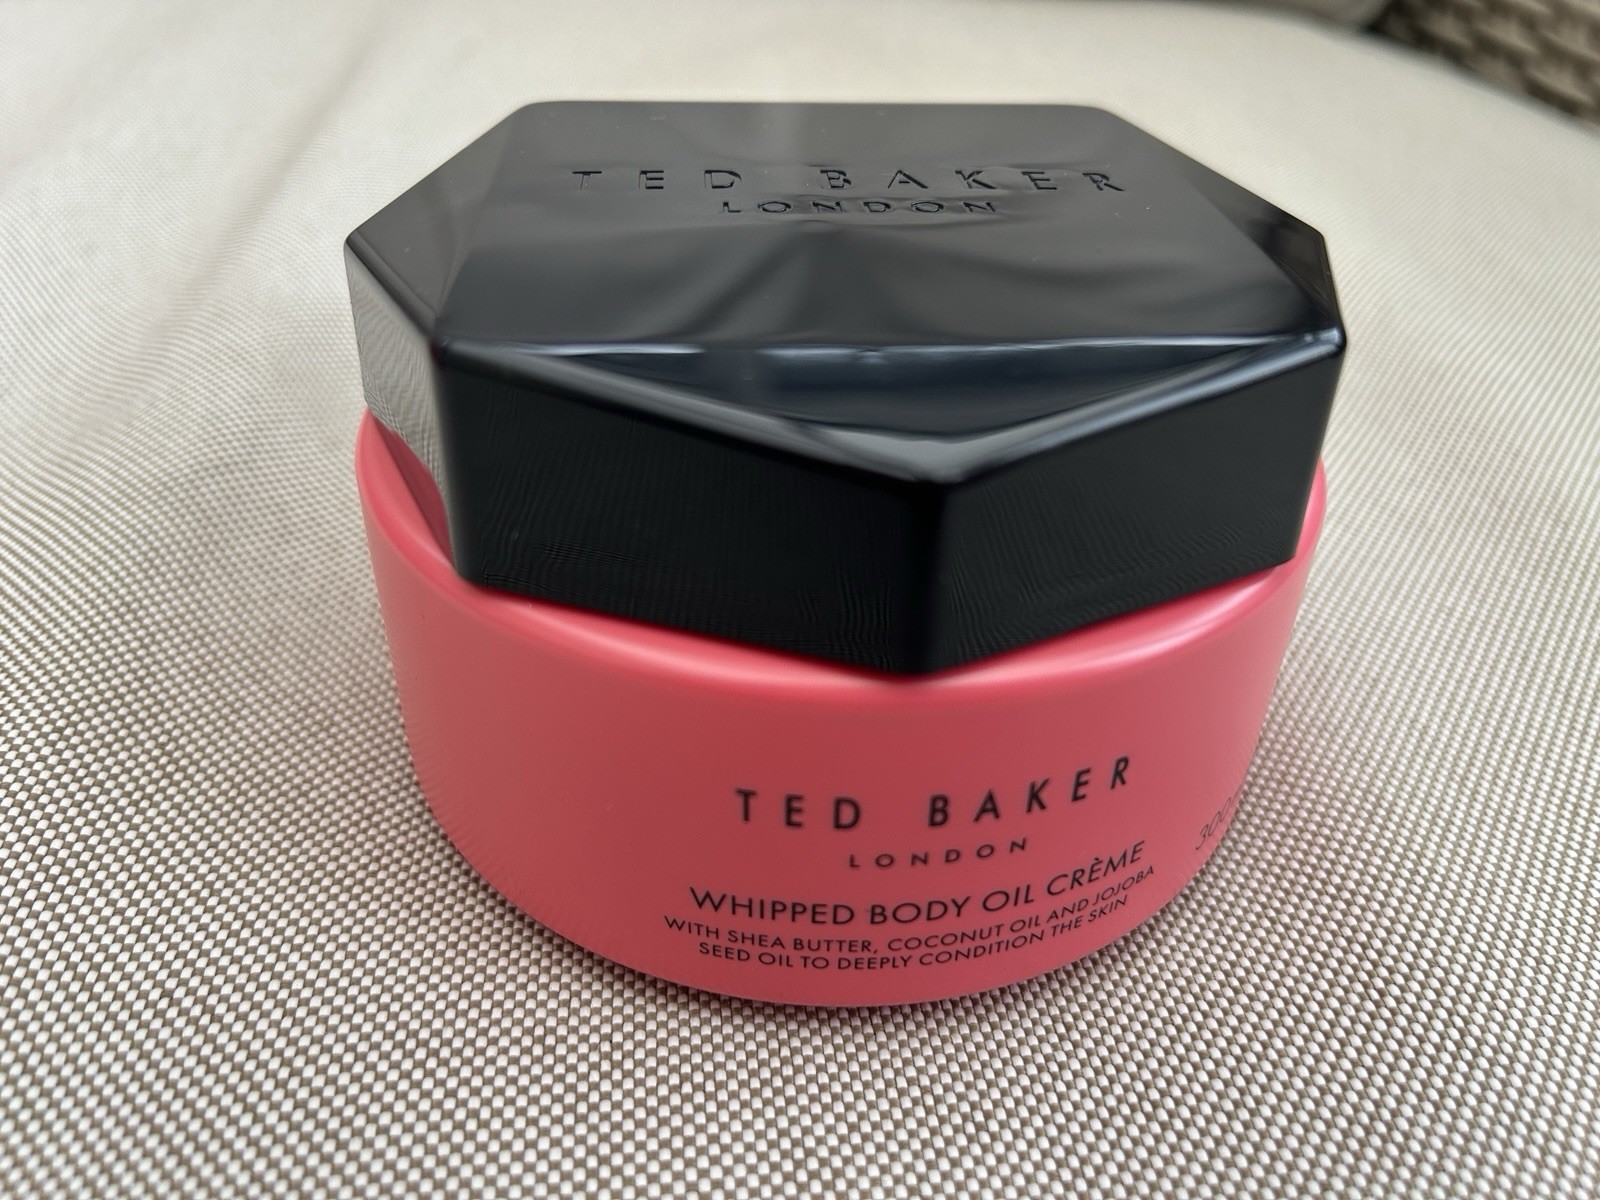 TED BAKER
LONDON
TED BAKER
LONDON
WHIPPED BODY OIL CRÈME
WITH SHEA BUTTER, COCONUT OIL AND JOJOBA
SEED OIL TO DEEPLY CONDITION THE SKIN